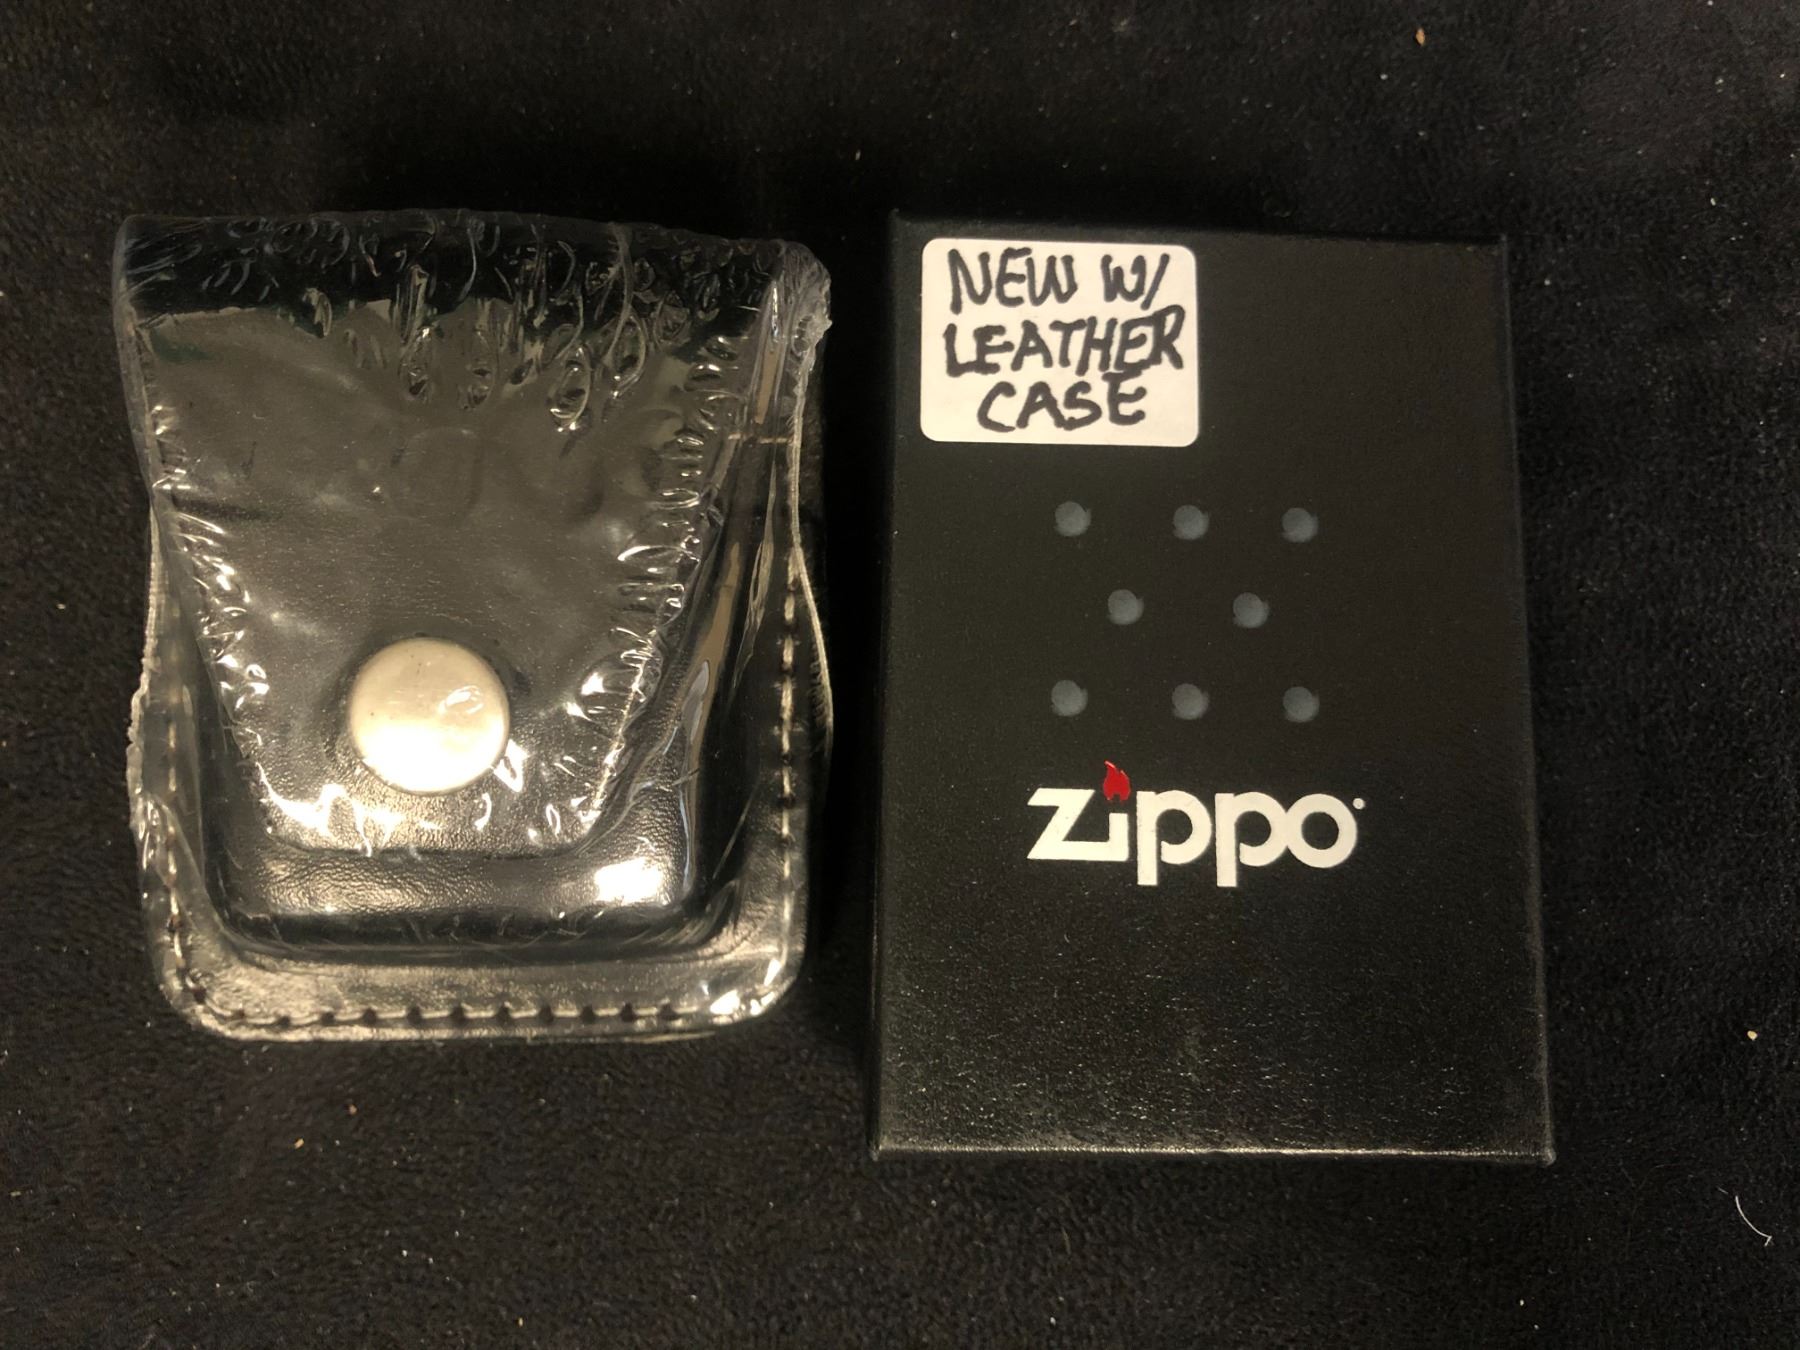 NEW W/
LEATHER
CASE
zippo